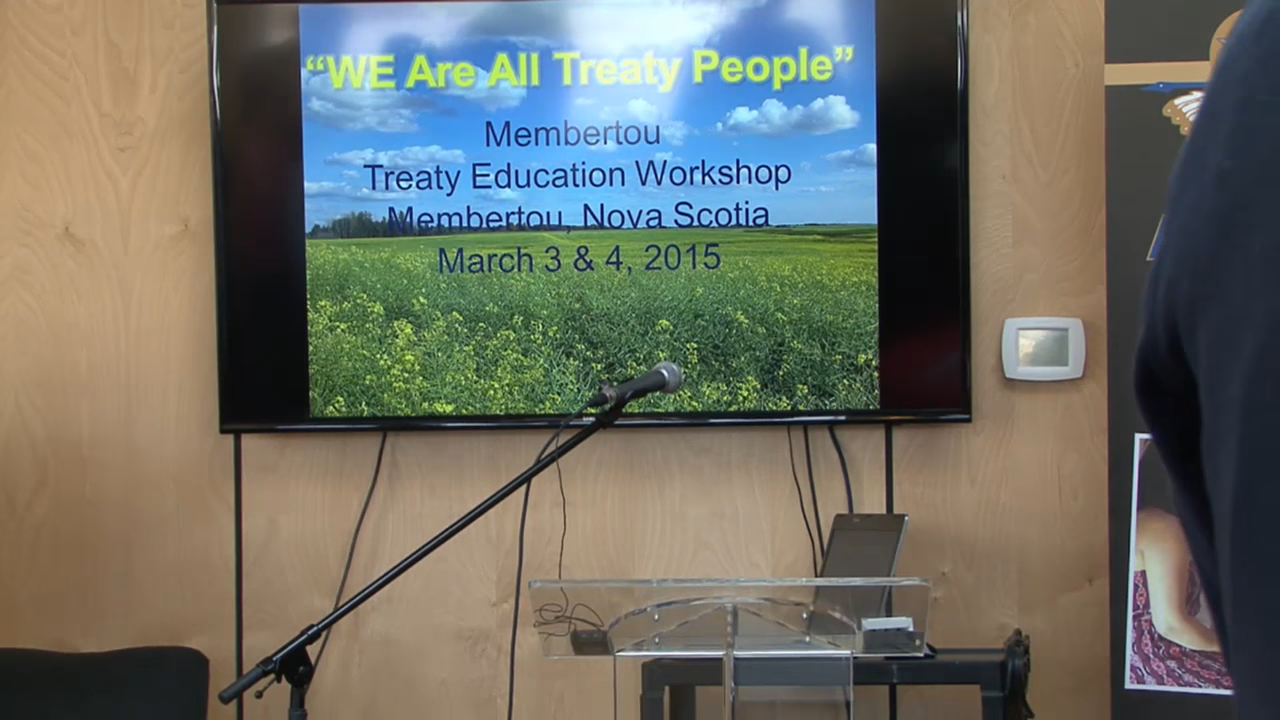 “WE Are All Treaty People”
Membertou
Treaty Education Workshop
Membertou, Nova Scotia
March 3 & 4, 2015